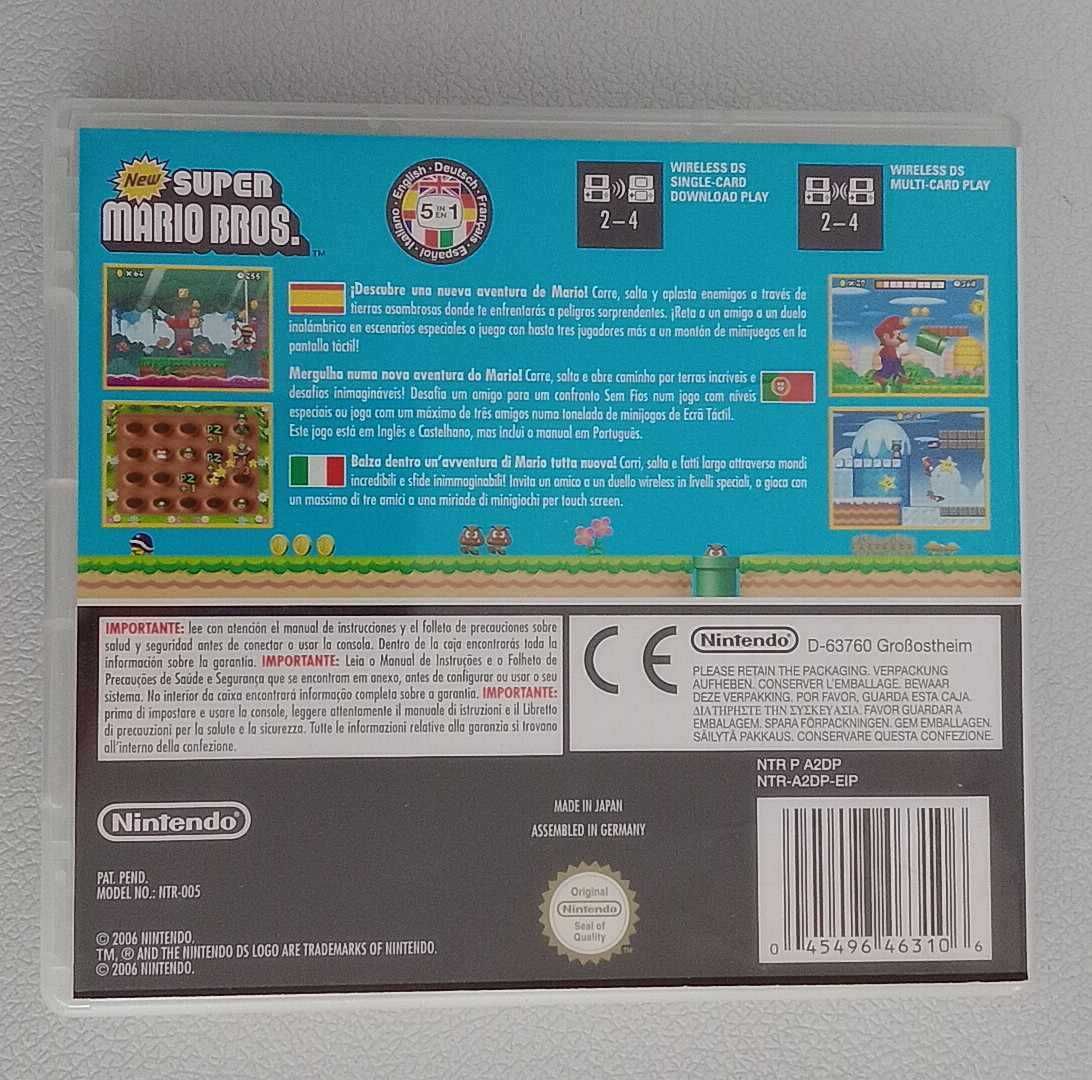 New SUPER
MARIO BROS.™
English · Deutsch · Français · Español · Italiano
5 IN EN 1
2–4
WIRELESS DS
SINGLE-CARD
DOWNLOAD PLAY
2–4
WIRELESS DS
MULTI-CARD PLAY
¡Descubre una nueva aventura de Mario! Corre, salta y aplasta enemigos a través de
tierras asombrosas donde te enfrentarás a peligros sorprendentes. ¡Reta a un amigo a un duelo
inalámbrico en escenarios especiales o juega con hasta tres jugadores más a un montón de minijuegos en la
pantalla táctil!
Mergulha numa nova aventura do Mario! Corre, salta e abre caminho por terras incríveis e
desafios inimagináveis! Desafia um amigo para um confronto Sem Fios num jogo com níveis
especiais ou joga com um máximo de três amigos numa tonelada de minijogos de Ecrã Táctil.
Este jogo está em Inglês e Castelhano, mas inclui o manual em Português.
Balza dentro un'avventura di Mario tutta nuova! Corri, salta e fatti largo attraverso mondi
incredibili e sfide inimmaginabili! Invita un amico a un duello wireless in livelli speciali, o gioca con
un massimo di tre amici a una miriade di minigiochi per touch screen.
P2
P2
P2
IMPORTANTE: lee con atención el manual de instrucciones y el folleto de precauciones sobre
salud y seguridad antes de conectar o usar la consola. Dentro de la caja encontrarás toda la
información sobre la garantía. IMPORTANTE: Leia o Manual de Instruções e o Folheto de
Precauções de Saúde e Segurança que se encontram em anexo, antes de configurar ou usar o seu
sistema. No interior da caixa encontrará informação completa sobre a garantia. IMPORTANTE:
prima di impostare e usare la console, leggere attentamente il manuale di istruzioni e il Libretto
di precauzioni per la salute e la sicurezza. Tutte le informazioni relative alla garanzia si trovano
all'interno della confezione.
CE
Nintendo® D-63760 Großostheim
PLEASE RETAIN THE PACKAGING. VERPACKUNG
AUFHEBEN. CONSERVER L'EMBALLAGE. BEWAAR
DEZE VERPAKKING. POR FAVOR, GUARDA ESTA CAJA.
ΔΙΑΤΗΡΗΣΤΕ ΤΗΝ ΣΥΣΚΕΥΑΣΙΑ. FAVOR GUARDAR A
EMBALAGEM. SPARA FÖRPACKNINGEN. GEM EMBALLAGEN.
SÄILYTÄ PAKKAUS. CONSERVARE QUESTA CONFEZIONE.
NTR P A2DP
NTR-A2DP-EIP
Nintendo®
MADE IN JAPAN
ASSEMBLED IN GERMANY
PAT. PEND.
MODEL NO.: NTR-005
Original
Nintendo
Seal of
Quality
™
© 2006 NINTENDO.
TM, ® AND THE NINTENDO DS LOGO ARE TRADEMARKS OF NINTENDO.
© 2006 NINTENDO.
0 45496 46310 6